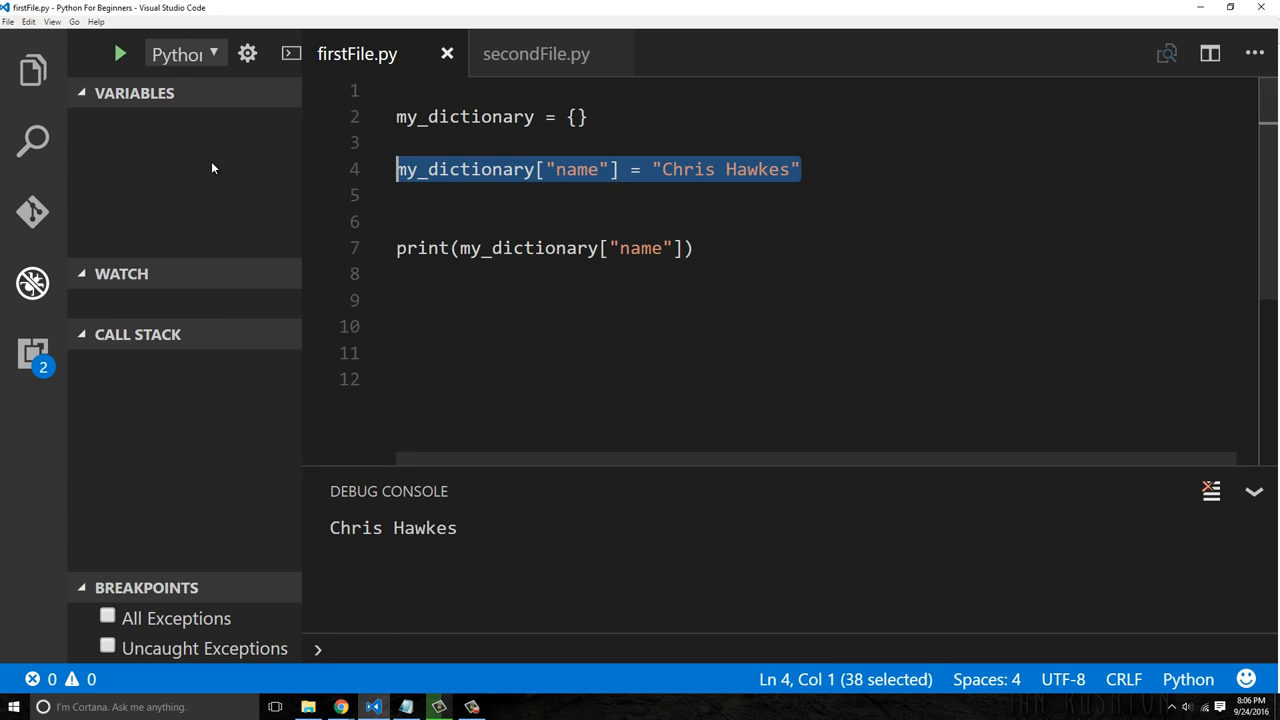 firstFile.py - Python For Beginners - Visual Studio Code
File Edit View Go Help
Python
firstFile.py
secondFile.py
VARIABLES
WATCH
CALL STACK
BREAKPOINTS
All Exceptions
Uncaught Exceptions
2
1
2 my_dictionary = {}
3
4 my_dictionary["name"] = "Chris Hawkes"
5
6
7 print(my_dictionary["name"])
8
9
10
11
12
DEBUG CONSOLE
Chris Hawkes
0 0
Ln 4, Col 1 (38 selected) Spaces: 4 UTF-8 CRLF Python
I'm Cortana. Ask me anything.
8:06 PM
9/24/2016